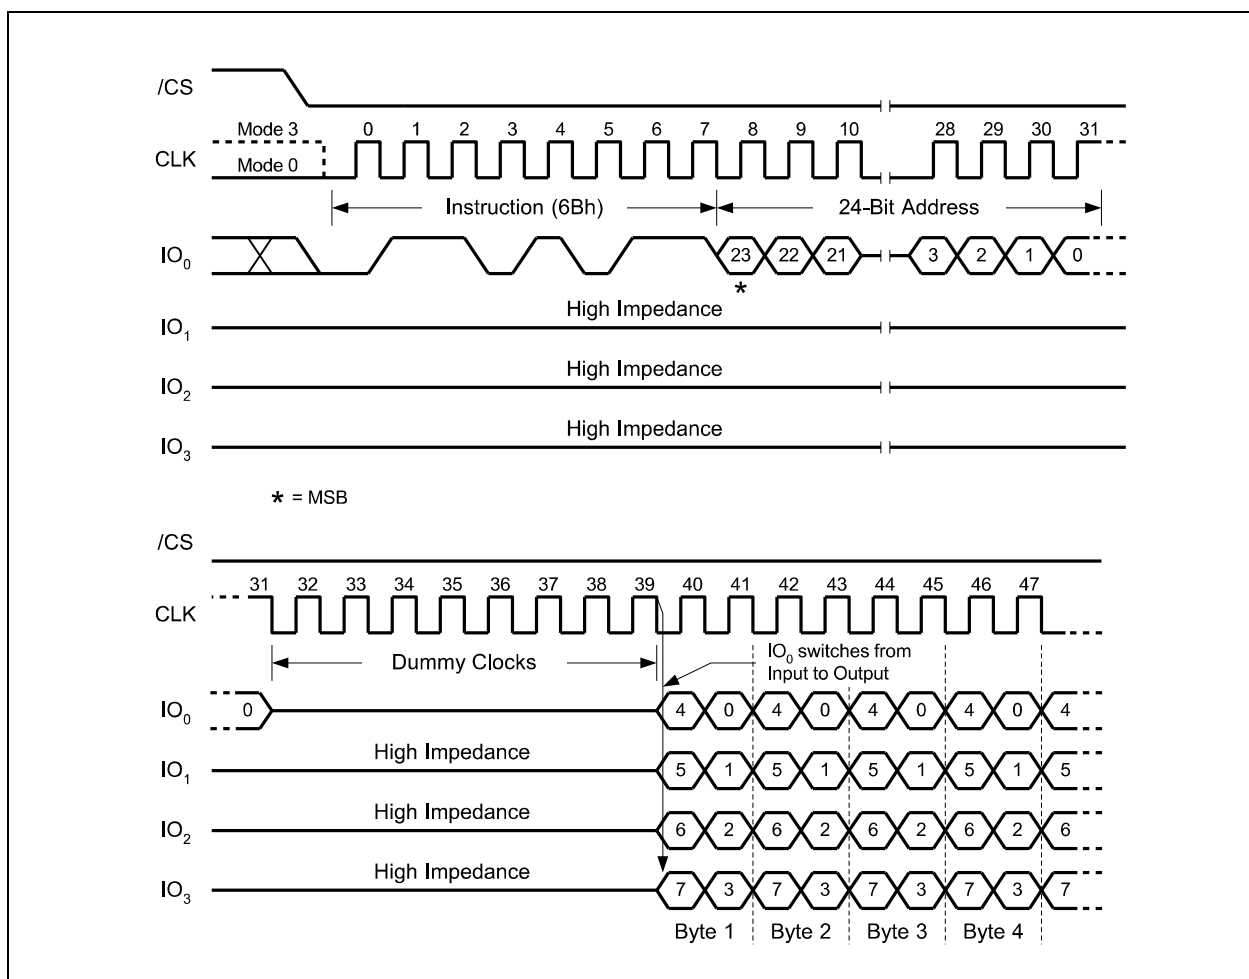 /CS
Mode 3 0 1 2 3 4 5 6 7 8 9 10 28 29 30 31
CLK
Mode 0
Instruction (6Bh) 24-Bit Address
IO0 23 22 21 3 2 1 0
*
High Impedance
IO1
High Impedance
IO2
High Impedance
IO3
* = MSB
/CS
31 32 33 34 35 36 37 38 39 40 41 42 43 44 45 46 47
CLK
Dummy Clocks
IO0 switches from
Input to Output
IO0 0 4 0 4 0 4 0 4 0 4
High Impedance
IO1 5 1 5 1 5 1 5 1 5
High Impedance
IO2 6 2 6 2 6 2 6 2 6
High Impedance
IO3 7 3 7 3 7 3 7 3 7
Byte 1 Byte 2 Byte 3 Byte 4